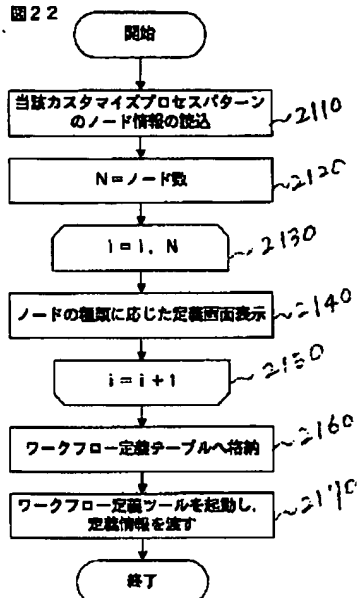 図22
開始
当該カスタマイズプロセスパターン
のノード情報の読込
2110
N=ノード数
2120
i=1, N
2130
ノードの種類に応じた定義画面表示
2140
i=i+1
2150
ワークフロー定義テーブルへ格納
2160
ワークフロー定義ツールを起動し、
定義情報を渡す
2170
終了